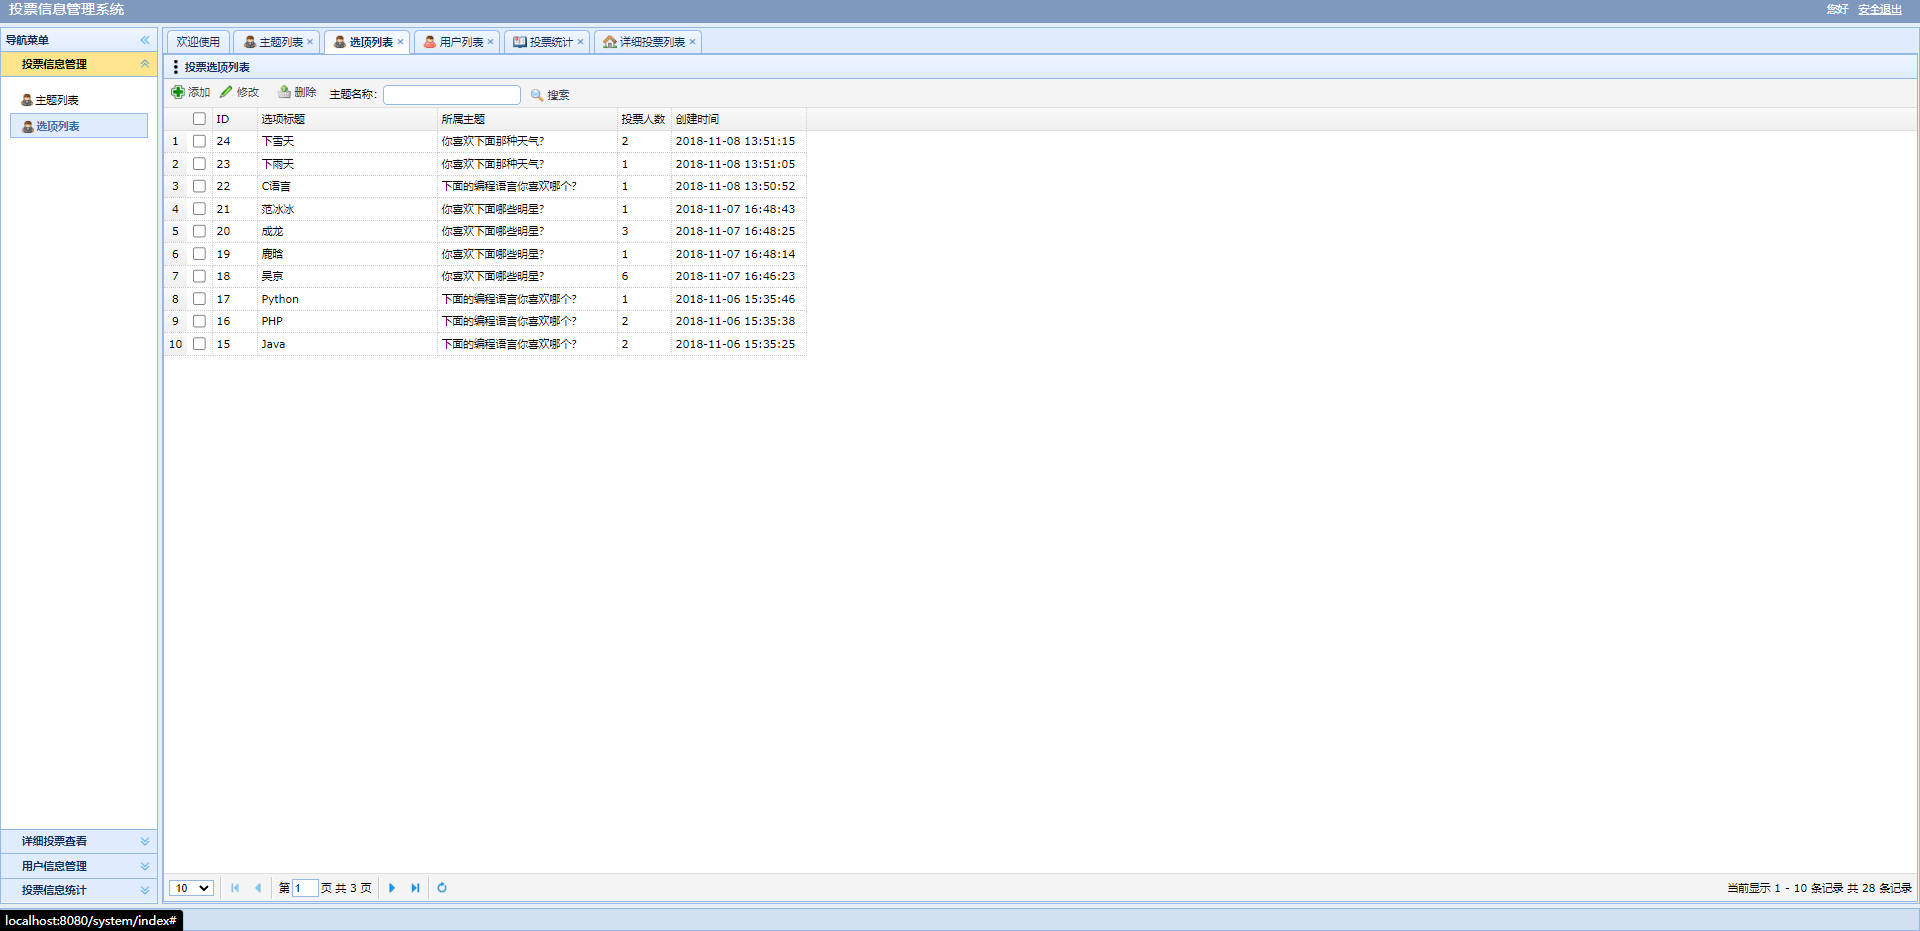 投票信息管理系统
您好 安全退出
导航菜单
投票信息管理
主题列表
选项列表
欢迎使用 主题列表 选项列表 用户列表 投票统计 详细投票列表
投票选项列表
添加 修改 删除 主题名称: 搜索
ID 选项标题 所属主题 投票人数 创建时间
1 24 下雪天 你喜欢下面那种天气? 2 2018-11-08 13:51:15
2 23 下雨天 你喜欢下面那种天气? 1 2018-11-08 13:51:05
3 22 C语言 下面的编程语言你喜欢哪个? 1 2018-11-08 13:50:52
4 21 范冰冰 你喜欢下面哪些明星? 1 2018-11-07 16:48:43
5 20 成龙 你喜欢下面哪些明星? 3 2018-11-07 16:48:25
6 19 鹿晗 你喜欢下面哪些明星? 1 2018-11-07 16:48:14
7 18 吴京 你喜欢下面哪些明星? 6 2018-11-07 16:46:23
8 17 Python 下面的编程语言你喜欢哪个? 1 2018-11-06 15:35:46
9 16 PHP 下面的编程语言你喜欢哪个? 2 2018-11-06 15:35:38
10 15 Java 下面的编程语言你喜欢哪个? 2 2018-11-06 15:35:25
详细投票查看
用户信息管理
投票信息统计
10 第 1 页 共 3 页
当前显示 1 - 10 条记录 共 28 条记录
localhost:8080/system/index#